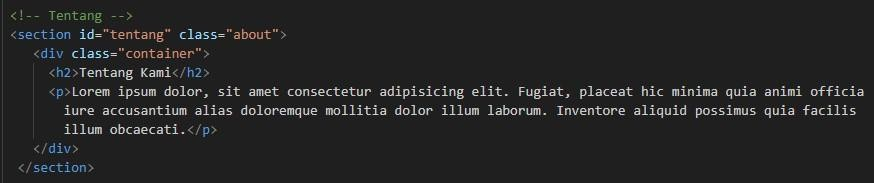 <!-- Tentang -->
<section id="tentang" class="about">
<div class="container">
<h2>Tentang Kami</h2>
<p>Lorem ipsum dolor, sit amet consectetur adipisicing elit. Fugiat, placeat hic minima quia animi officia
iure accusantium alias doloremque mollitia dolor illum laborum. Inventore aliquid possimus quia facilis
illum obcaecati.</p>
</div>
</section>